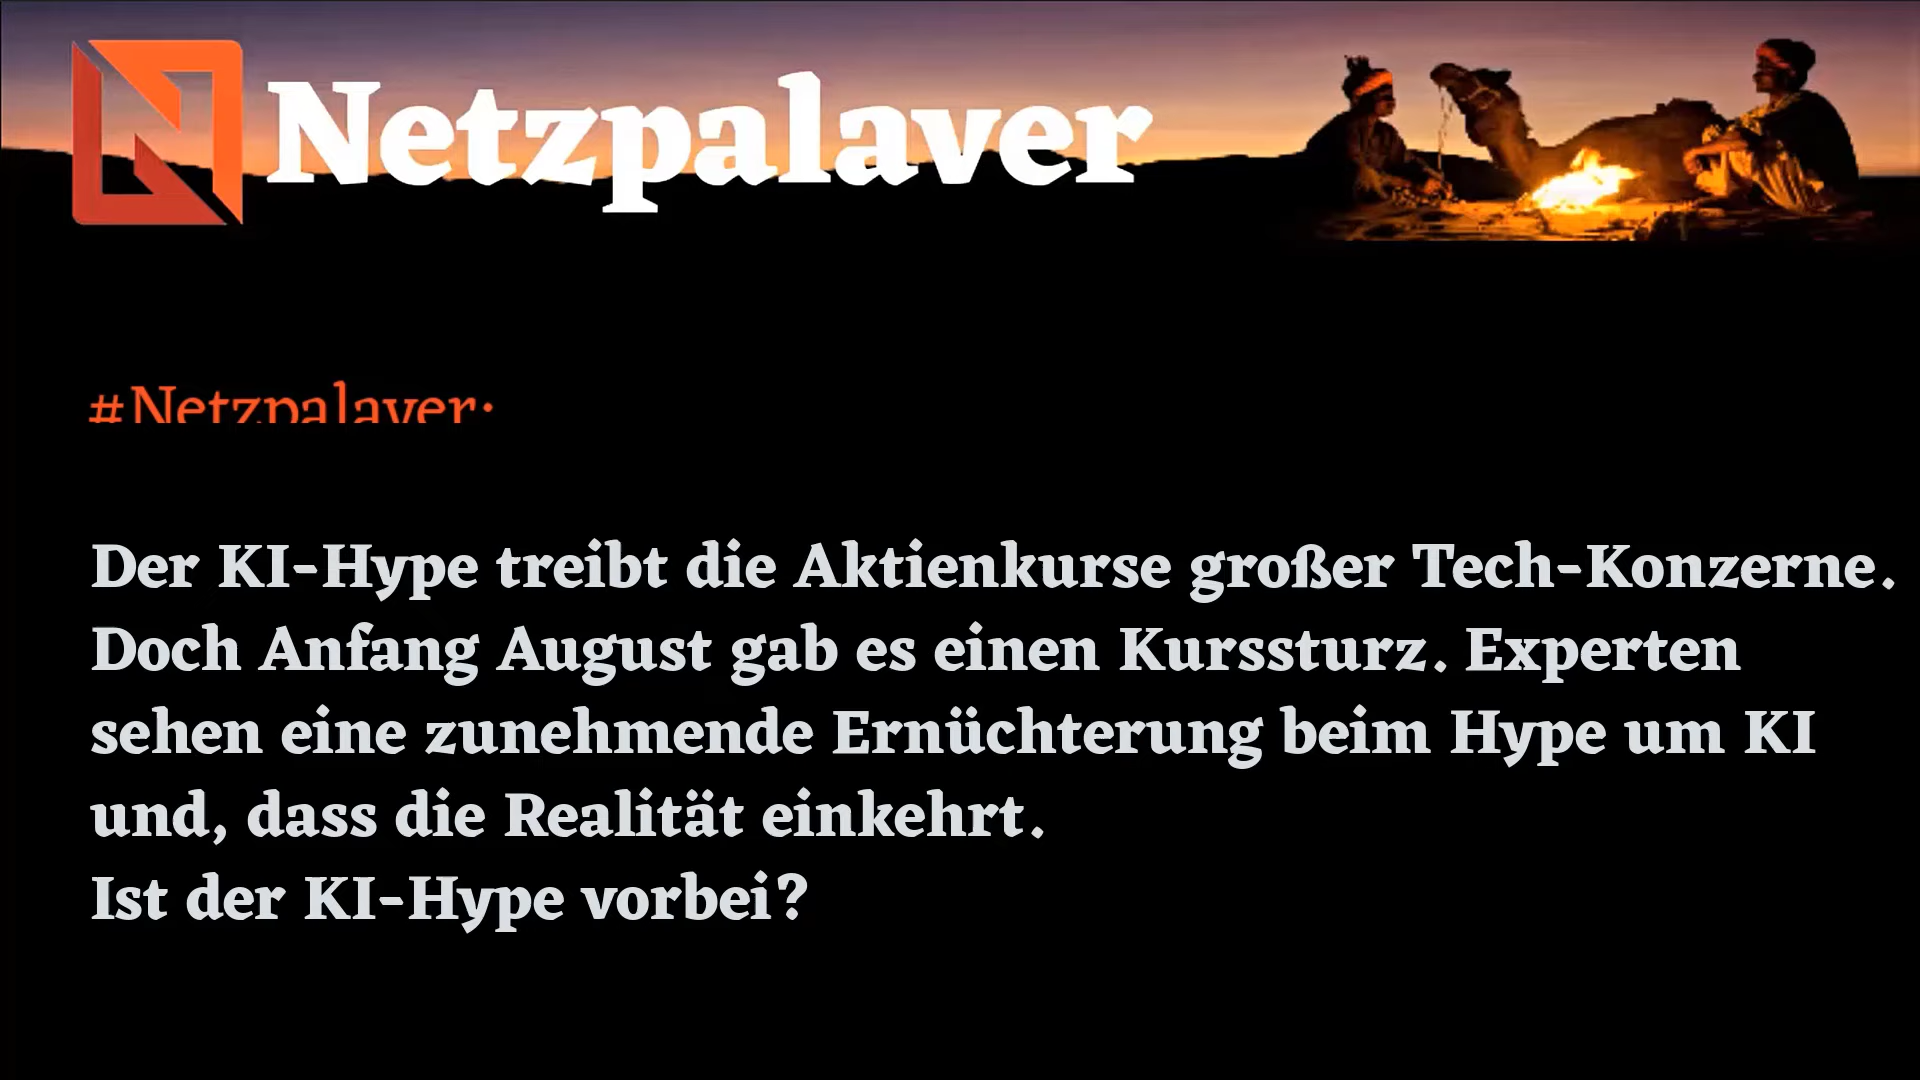 Netzpalaver
#Netzpalaver:
Der KI-Hype treibt die Aktienkurse großer Tech-Konzerne.
Doch Anfang August gab es einen Kurssturz. Experten
sehen eine zunehmende Ernüchterung beim Hype um KI
und, dass die Realität einkehrt.
Ist der KI-Hype vorbei?